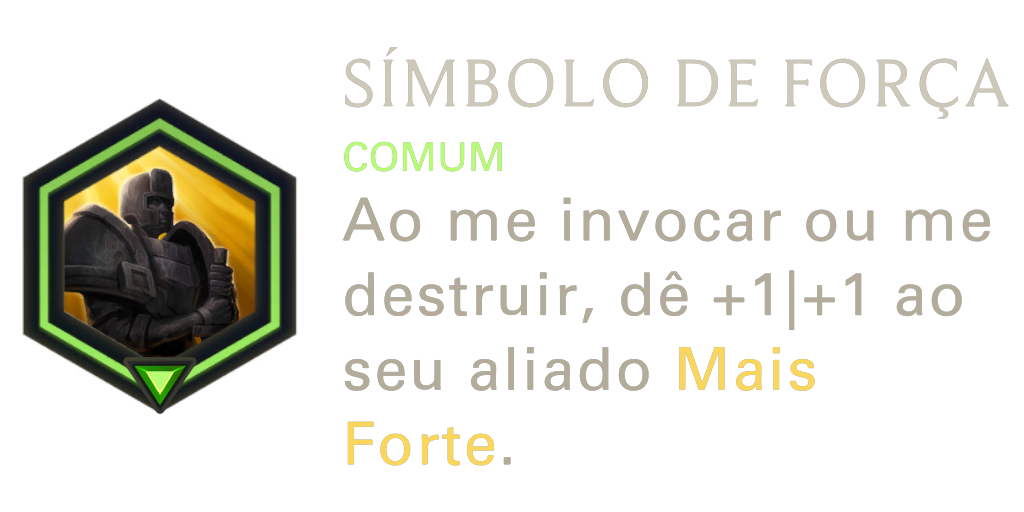 SÍMBOLO DE FORÇA
COMUM
Ao me invocar ou me
destruir, dê +1|+1 ao
seu aliado Mais
Forte.